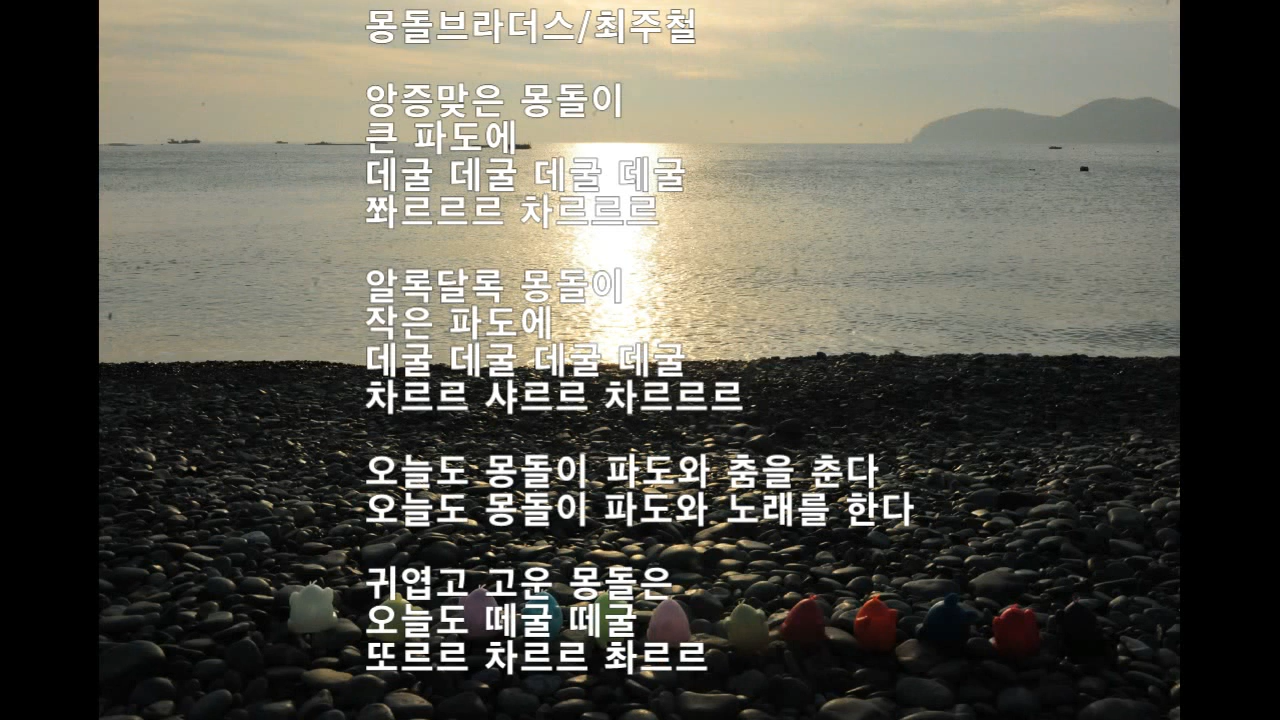 몽돌브라더스/최주철
앙증맞은 몽돌이
큰 파도에
데굴 데굴 데굴 데굴
쫘르르르 차르르르
알록달록 몽돌이
작은 파도에
데굴 데굴 데굴 데굴
차르르 샤르르 차르르르
오늘도 몽돌이 파도와 춤을 춘다
오늘도 몽돌이 파도와 노래를 한다
귀엽고 고운 몽돌은
오늘도 떼굴 떼굴
또르르 차르르 촤르르